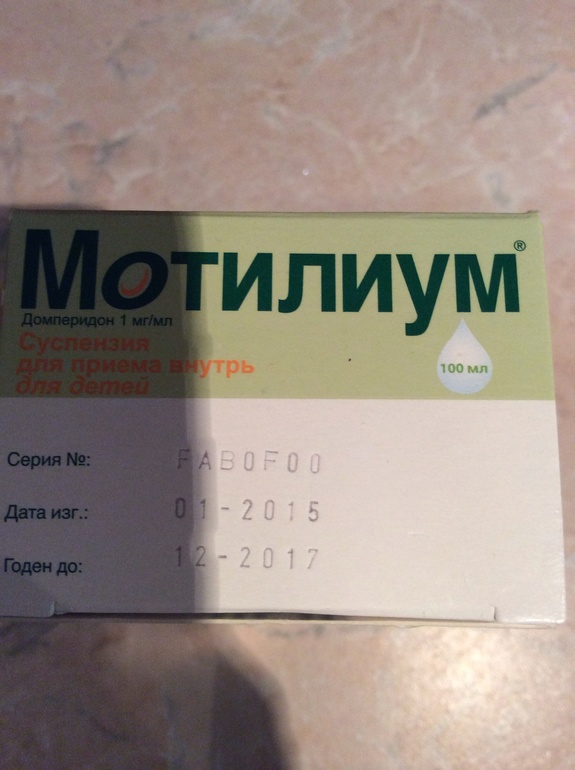 Мотилиум®
Домперидон 1 мг/мл
Суспензия
для приема внутрь
для детей
100 мл
Серия №: FAB0F00
Дата изг.: 01-2015
Годен до: 12-2017